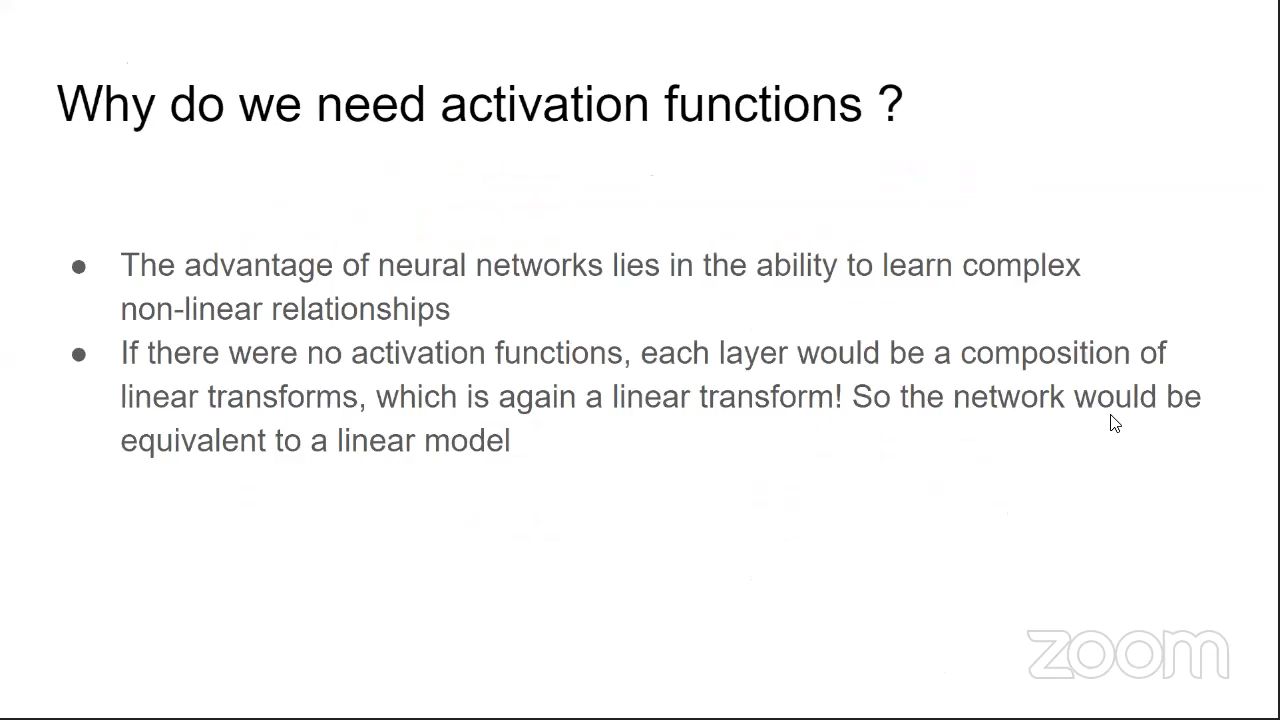 Why do we need activation functions ?
● The advantage of neural networks lies in the ability to learn complex
non-linear relationships
● If there were no activation functions, each layer would be a composition of
linear transforms, which is again a linear transform! So the network would be
equivalent to a linear model
zoom